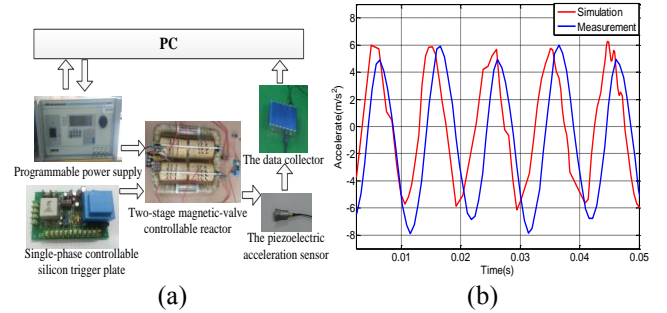 PC
Programmable power supply
Two-stage magnetic-valve
controllable reactor
The data collector
Single-phase controllable
silicon trigger plate
The piezoelectric
acceleration sensor
(a)
Simulation
Measurement
Accelerate(m/s²)
8
6
4
2
0
-2
-4
-6
-8
0.01
0.02
0.03
0.04
0.05
Time(s)
(b)